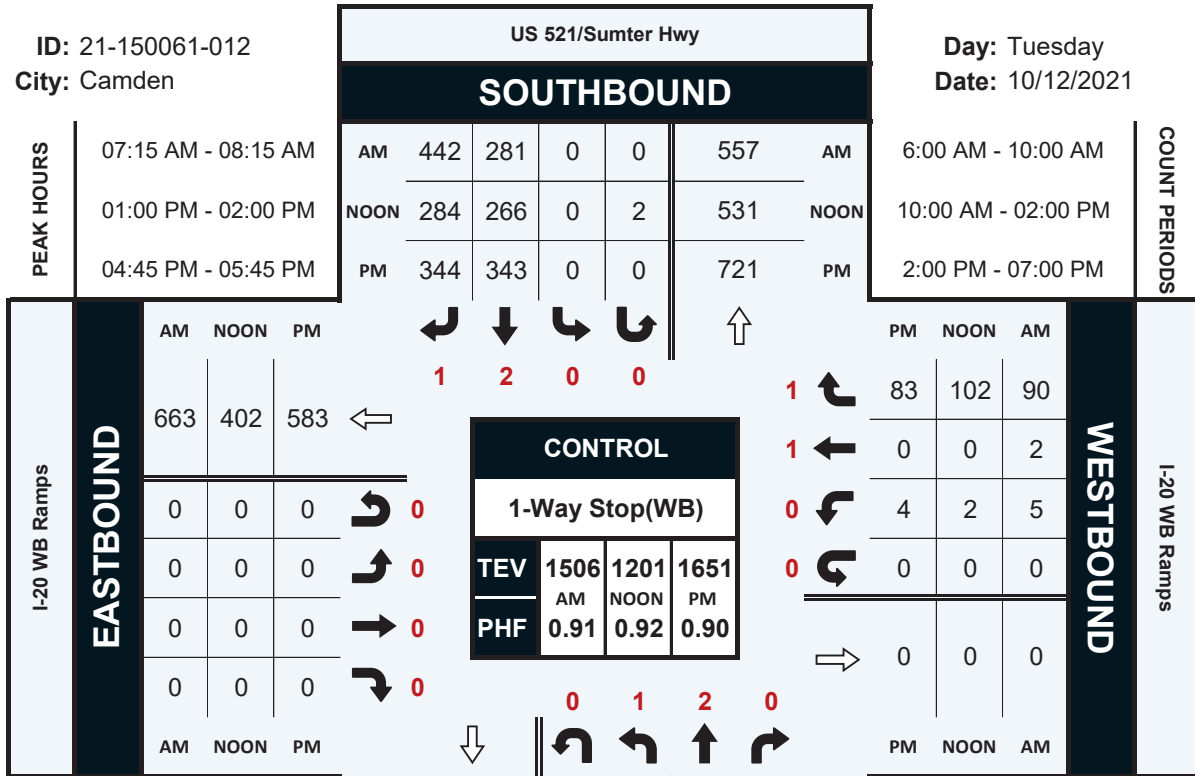 US 521/Sumter Hwy
ID: 21-150061-012
City: Camden
Day: Tuesday
Date: 10/12/2021
SOUTHBOUND
PEAK HOURS
07:15 AM - 08:15 AM
01:00 PM - 02:00 PM
04:45 PM - 05:45 PM
AM 442 281 0 0 557 AM
NOON 284 266 0 2 531 NOON
PM 344 343 0 0 721 PM
6:00 AM - 10:00 AM
10:00 AM - 02:00 PM
2:00 PM - 07:00 PM
COUNT PERIODS
1 2 0 0
I-20 WB Ramps
EASTBOUND
AM NOON PM
663 402 583
0 0 0 0
0 0 0 0
0 0 0 0
0 0 0 0
AM NOON PM
CONTROL
1-Way Stop(WB)
TEV 1506 1201 1651
AM NOON PM
PHF 0.91 0.92 0.90
PM NOON AM
1 83 102 90
1 0 0 2
0 4 2 5
0 0 0 0
0 0 0
PM NOON AM
WESTBOUND
I-20 WB Ramps
0 1 2 0